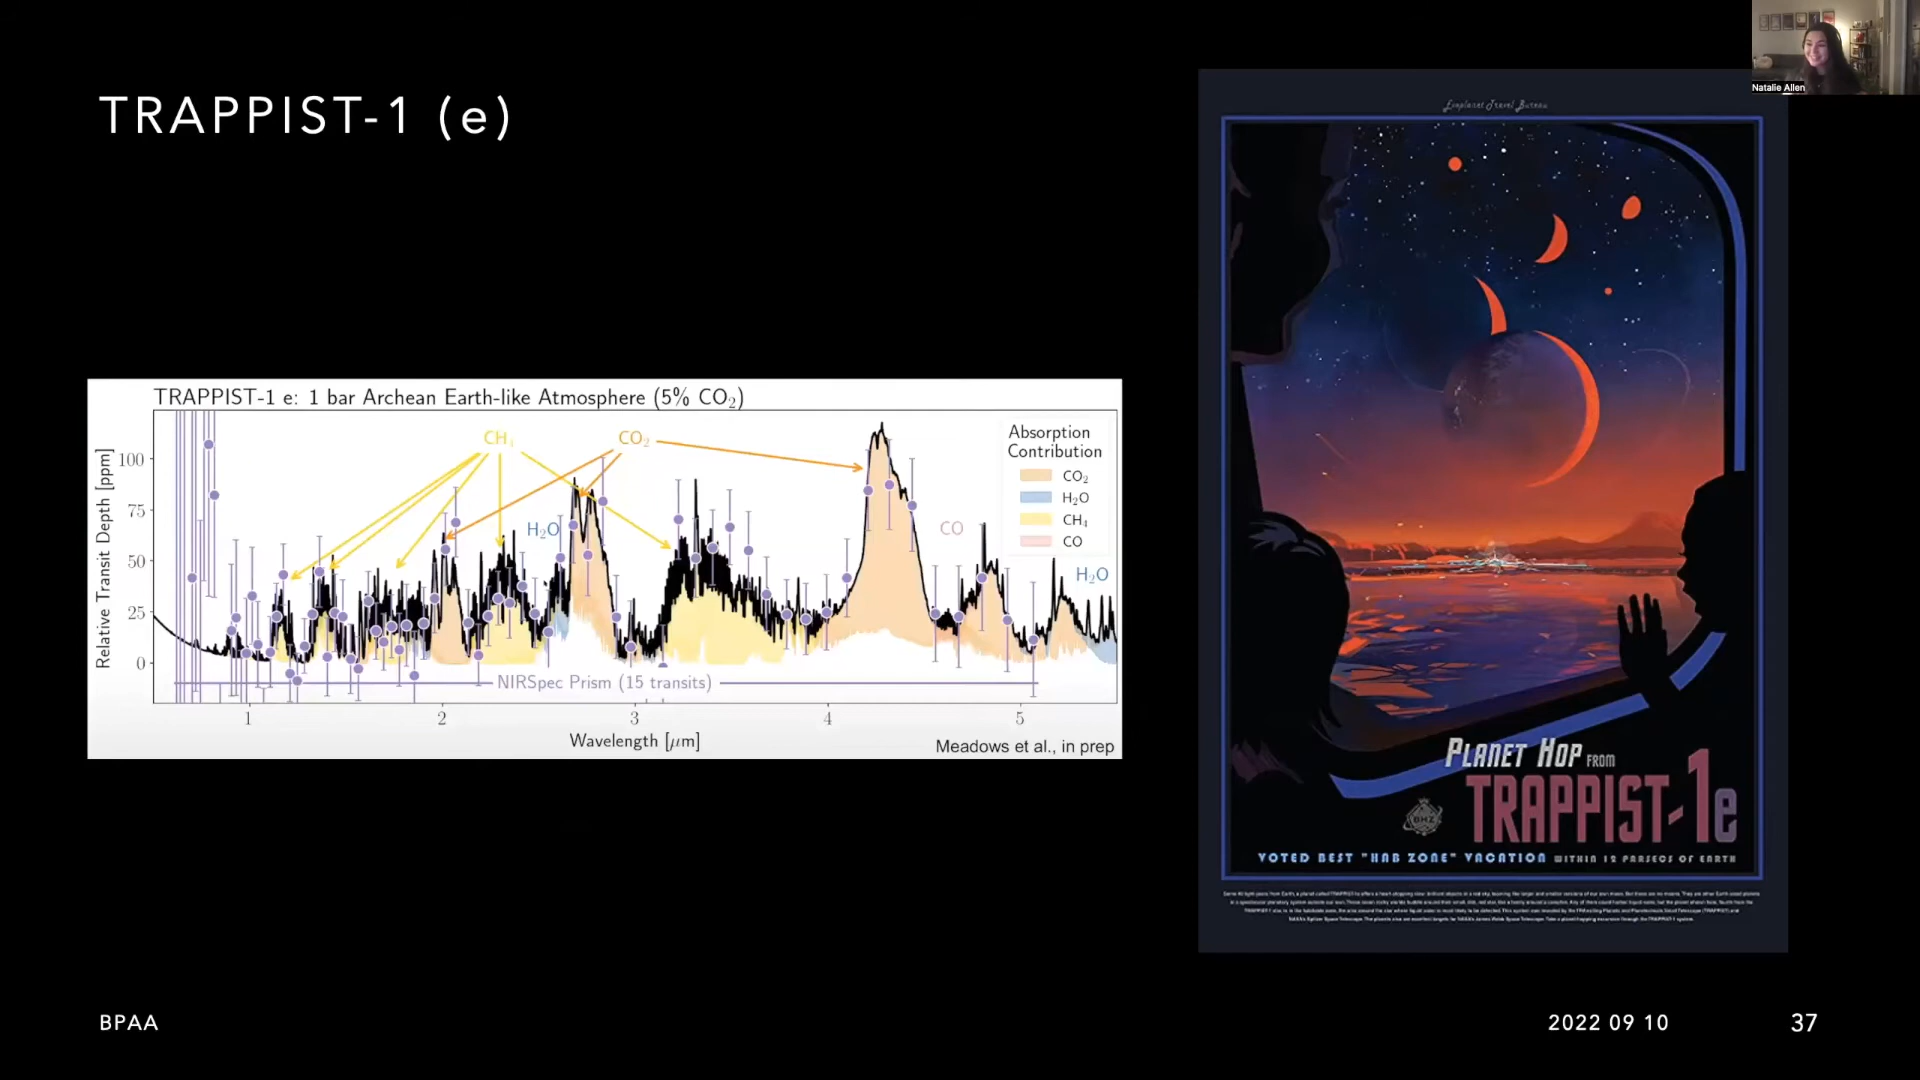 Natalie Allen
TRAPPIST-1 (e)
TRAPPIST-1 e: 1 bar Archean Earth-like Atmosphere (5% CO₂)
Relative Transit Depth [ppm]
100
75
50
25
0
CH₄
CO₂
H₂O
CO
H₂O
Absorption
Contribution
CO₂
H₂O
CH₄
CO
NIRSpec Prism (15 transits)
1
2
3
4
5
Wavelength [μm]
Meadows et al., in prep
Exoplanet Travel Bureau
PLANET HOP FROM
TRAPPIST-1e
VOTED BEST "HAB ZONE" VACATION WITHIN 12 PARSECS OF EARTH
BPAA
2022 09 10
37